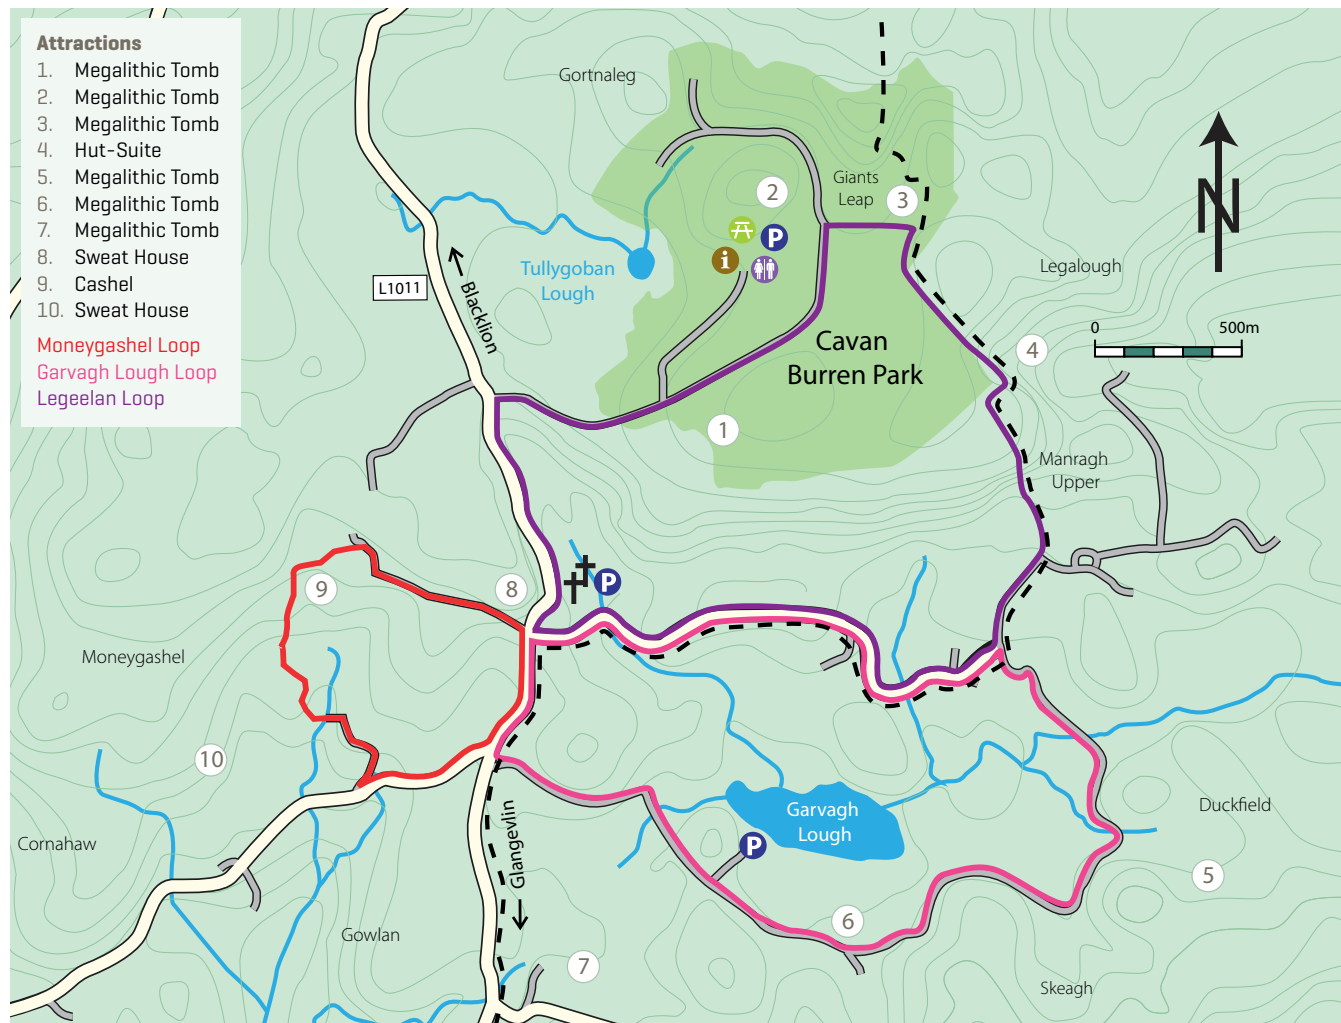 Attractions
1. Megalithic Tomb
2. Megalithic Tomb
3. Megalithic Tomb
4. Hut-Suite
5. Megalithic Tomb
6. Megalithic Tomb
7. Megalithic Tomb
8. Sweat House
9. Cashel
10. Sweat House
Moneygashel Loop
Garvagh Lough Loop
Legeelan Loop
Gortnaleg
Giants
Leap
2
3
P
i
N
Tullygoban
Lough
Legalough
L1011
Blacklion
0 500m
Cavan
Burren Park
4
1
Manragh
Upper
9
8
P
Moneygashel
10
Garvagh
Lough
Duckfield
Cornahaw
P
Glangevlin
5
6
Gowlan
7
Skeagh